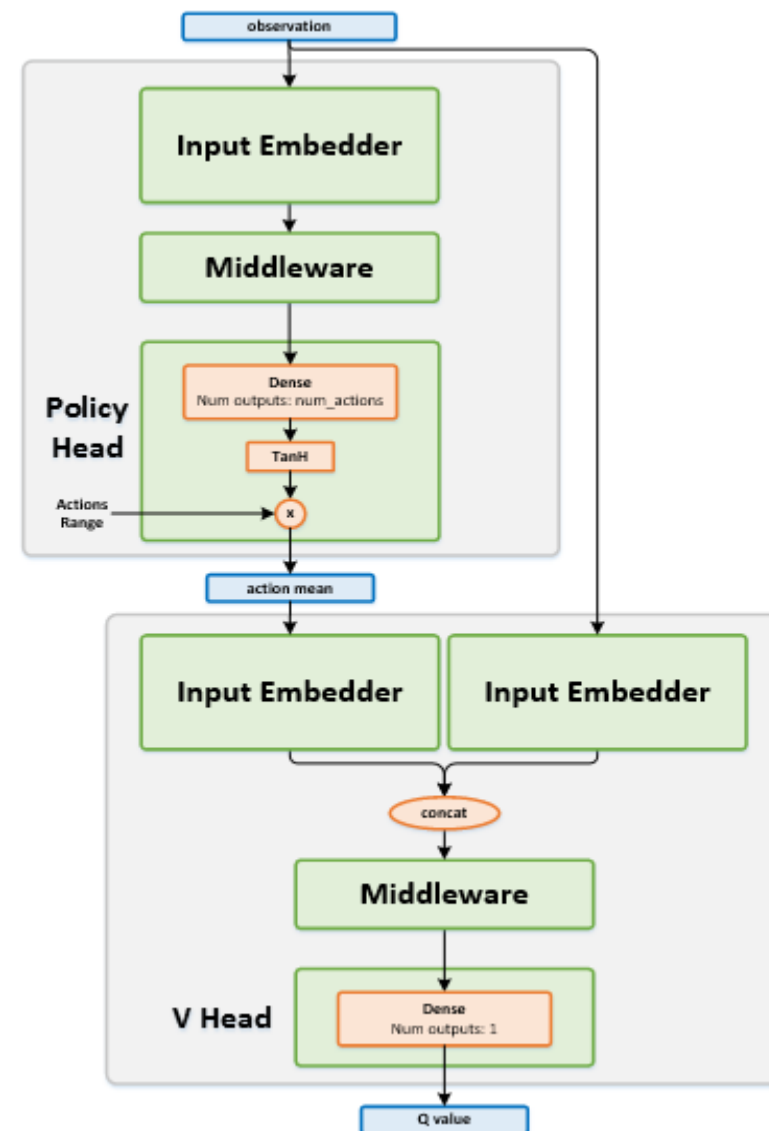 observation
Input Embedder
Middleware
Policy
Head
Dense
Num outputs: num_actions
TanH
Actions
Range
x
action mean
Input Embedder
Input Embedder
concat
Middleware
V Head
Dense
Num outputs: 1
Q value